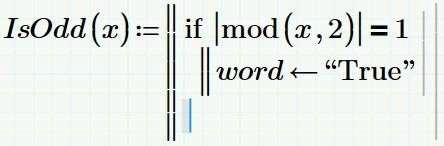 IsOdd(x):=‖if |mod(x,2)|=1
‖word←“True”